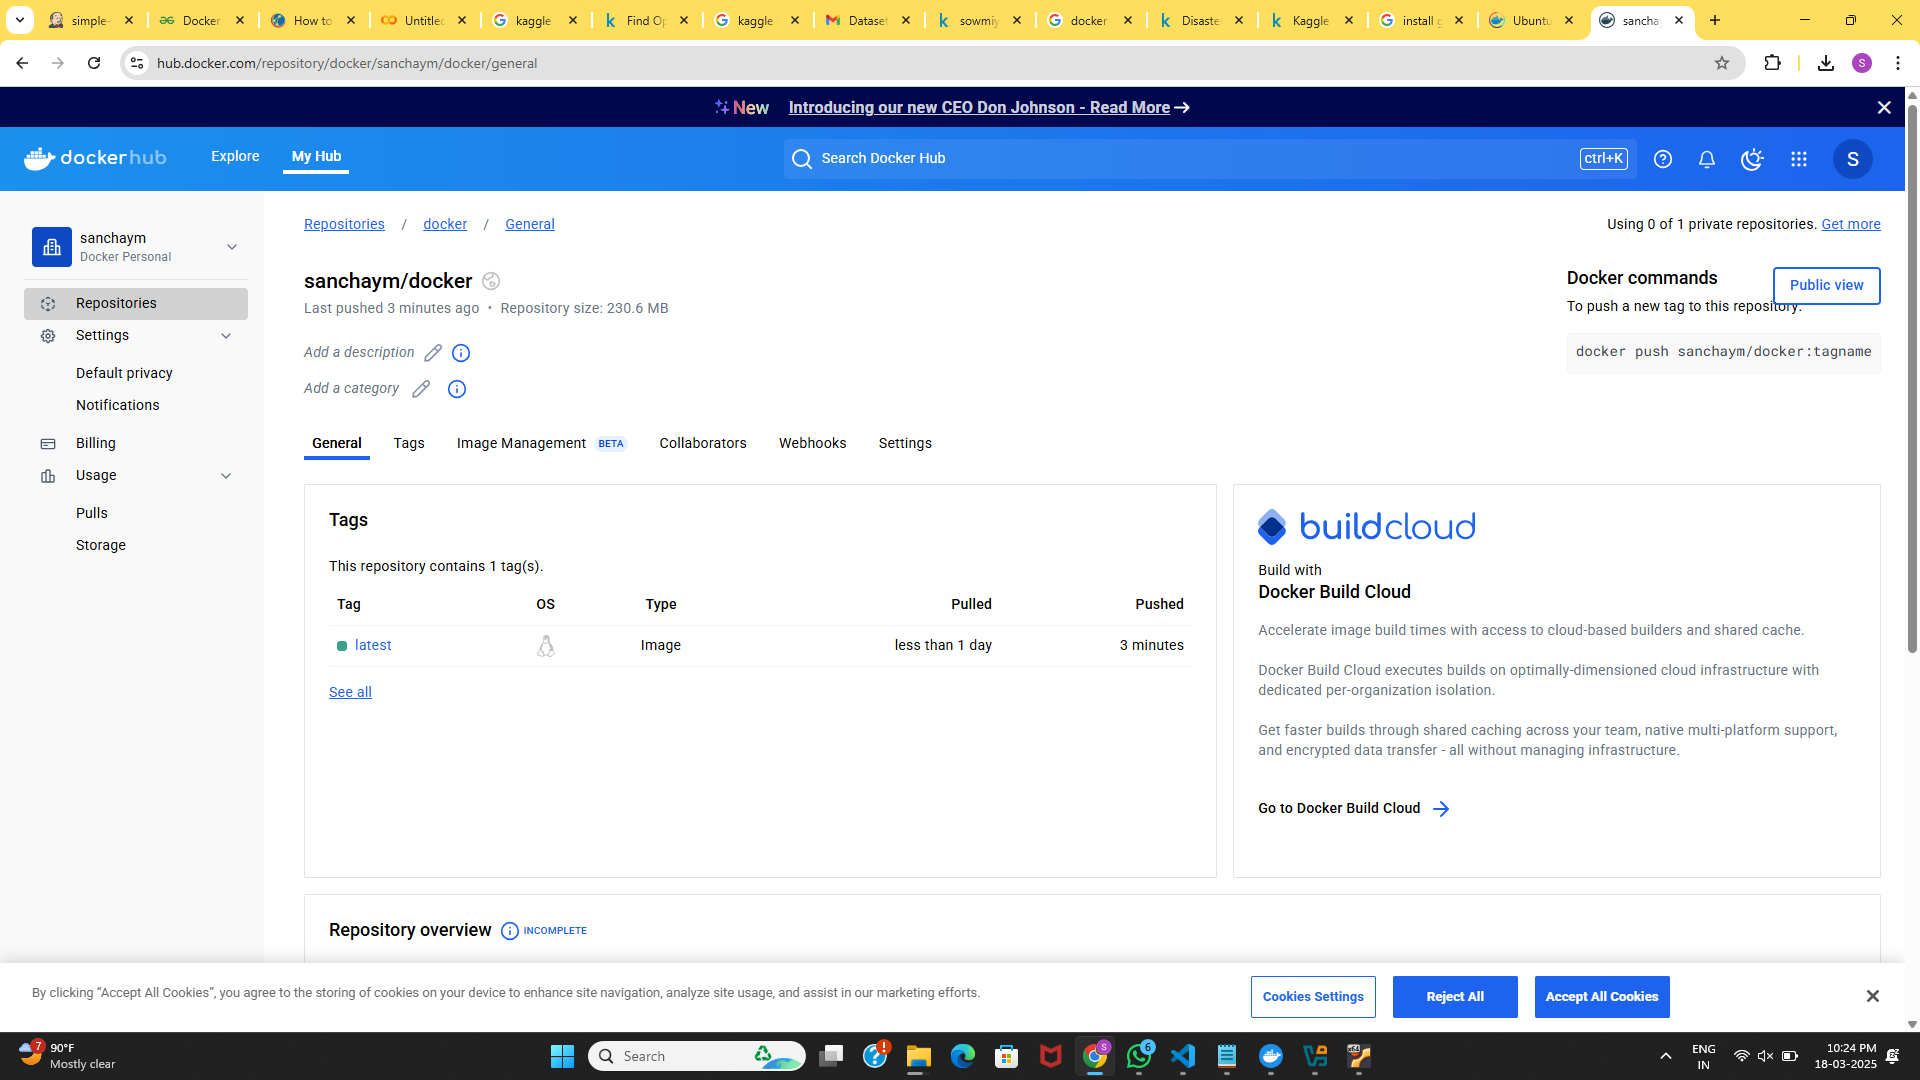 simple-
Docker
How to
Untitled
kaggle
Find Op
kaggle
Dataset
sowmiy
docker
Disaste
Kaggle
install g
Ubuntu
sancha
hub.docker.com/repository/docker/sanchaym/docker/general
S
New Introducing our new CEO Don Johnson - Read More
dockerhub
Explore
My Hub
Search Docker Hub
ctrl+K
S
sanchaym
Docker Personal
Repositories
Settings
Default privacy
Notifications
Billing
Usage
Pulls
Storage
Repositories / docker / General
Using 0 of 1 private repositories. Get more
sanchaym/docker
Last pushed 3 minutes ago • Repository size: 230.6 MB
Add a description
Add a category
Docker commands
Public view
To push a new tag to this repository:
docker push sanchaym/docker:tagname
General
Tags
Image Management BETA
Collaborators
Webhooks
Settings
Tags
This repository contains 1 tag(s).
Tag OS Type Pulled Pushed
latest Image less than 1 day 3 minutes
See all
buildcloud
Build with
Docker Build Cloud
Accelerate image build times with access to cloud-based builders and shared cache.
Docker Build Cloud executes builds on optimally-dimensioned cloud infrastructure with
dedicated per-organization isolation.
Get faster builds through shared caching across your team, native multi-platform support,
and encrypted data transfer - all without managing infrastructure.
Go to Docker Build Cloud
Repository overview INCOMPLETE
By clicking “Accept All Cookies”, you agree to the storing of cookies on your device to enhance site navigation, analyze site usage, and assist in our marketing efforts.
Cookies Settings
Reject All
Accept All Cookies
7
90°F
Mostly clear
Search
S
6
ENG
IN
10:24 PM
18-03-2025